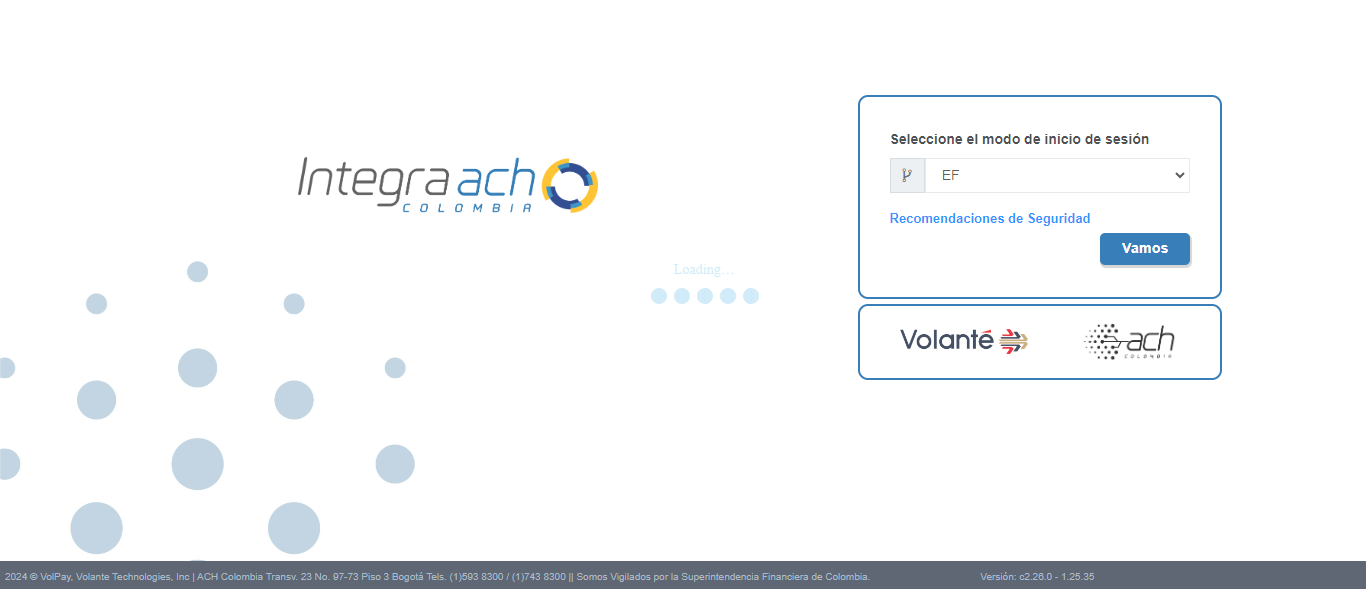 Integra ach
COLOMBIA
Seleccione el modo de inicio de sesión
EF
Recomendaciones de Seguridad
Vamos
Loading...
Volanté
ach
COLOMBIA
2024 © VolPay, Volante Technologies, Inc | ACH Colombia Transv. 23 No. 97-73 Piso 3 Bogotá Tels. (1)593 8300 / (1)743 8300 || Somos Vigilados por la Superintendencia Financiera de Colombia.
Versión: c2.26.0 - 1.25.35